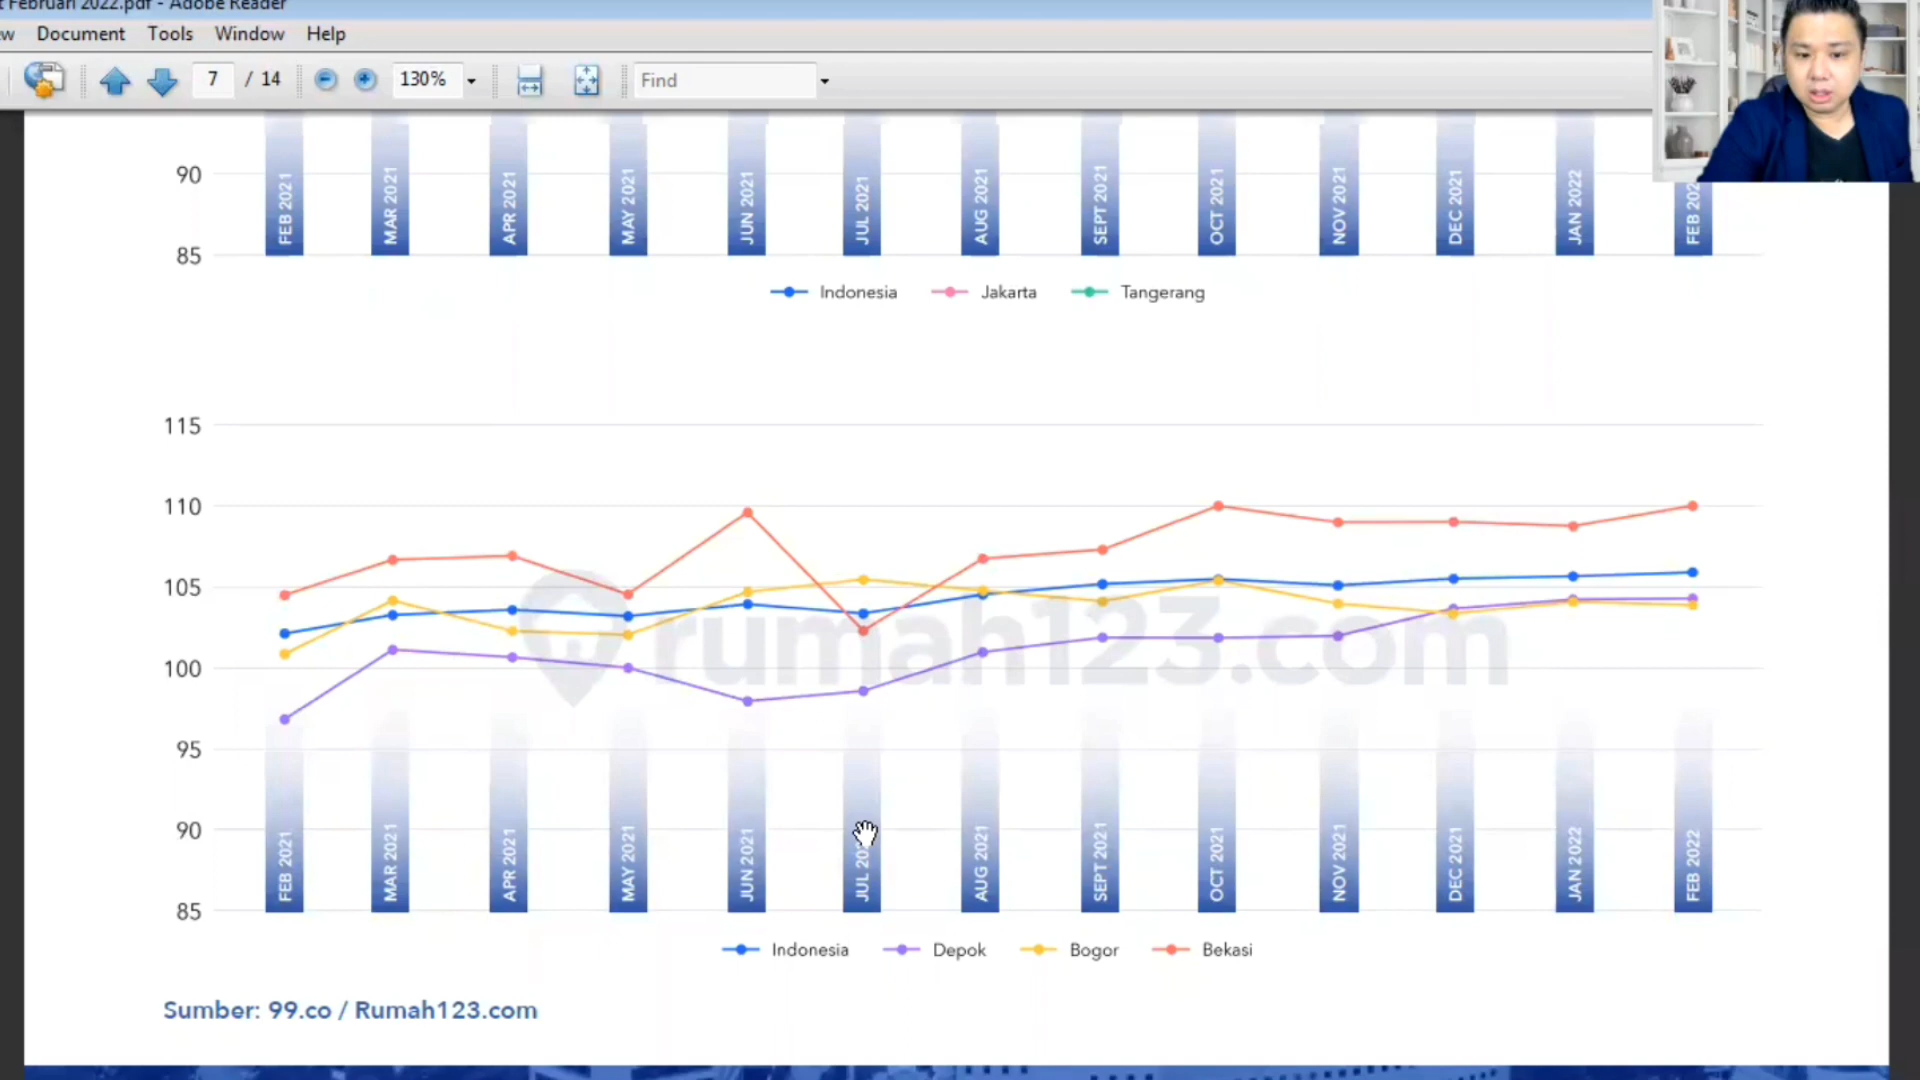 Februari 2022.pdf - Adobe Reader
Document Tools Window Help
7 / 14 130% Find
90
FEB 2021 MAR 2021 APR 2021 MAY 2021 JUN 2021 JUL 2021 AUG 2021 SEPT 2021 OCT 2021 NOV 2021 DEC 2021 JAN 2022 FEB 202
85
Indonesia Jakarta Tangerang
115
110
105
rumah123.com
100
95
90
FEB 2021 MAR 2021 APR 2021 MAY 2021 JUN 2021 JUL 20 AUG 2021 SEPT 2021 OCT 2021 NOV 2021 DEC 2021 JAN 2022 FEB 2022
85
Indonesia Depok Bogor Bekasi
Sumber: 99.co / Rumah123.com